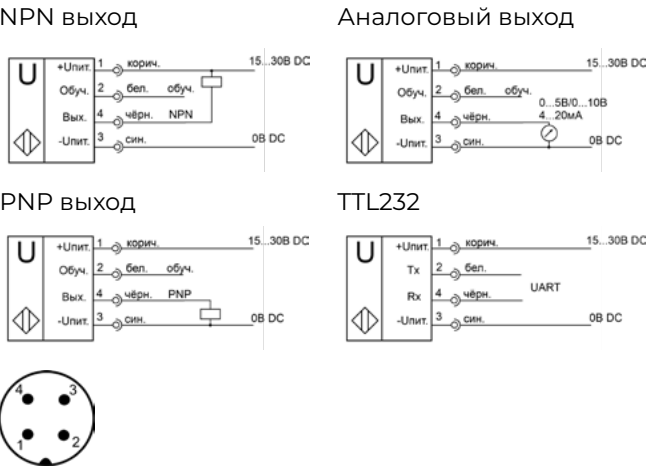 NPN выход
U
+Uпит. 1 корич. 15...30В DC
Обуч. 2 бел. обуч.
Вых. 4 чёрн. NPN
-Uпит. 3 син. 0В DC
Аналоговый выход
U
+Uпит. 1 корич. 15...30В DC
Обуч. 2 бел. обуч.
0...5В/0...10В
Вых. 4 чёрн. 4...20мА
-Uпит. 3 син. 0В DC
PNP выход
U
+Uпит. 1 корич. 15...30В DC
Обуч. 2 бел. обуч.
Вых. 4 чёрн. PNP
-Uпит. 3 син. 0В DC
TTL232
U
+Uпит. 1 корич. 15...30В DC
Tx 2 бел.
UART
Rx 4 чёрн.
-Uпит. 3 син. 0В DC
4 3
1 2